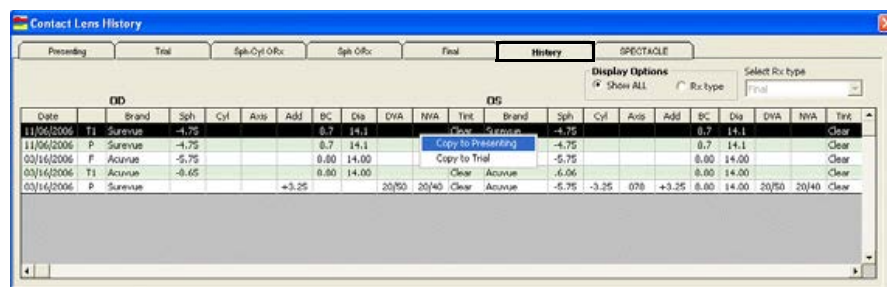 Contact Lens History
Presenting Trial Sph-Cyl ORx Sph ORx Final History SPECTACLE
Display Options Select Rx type
Show ALL Rx type Final
OD OS
Date Brand Sph Cyl Axis Add BC Dia DVA NVA Tint Brand Sph Cyl Axis Add BC Dia DVA NVA Tint
11/06/2006 T1 Surevue -4.75 8.7 14.1 Clear Surevue -4.75 8.7 14.1 Clear
11/06/2006 P Surevue -4.75 8.7 14.1 Copy to Presenting -4.75 8.7 14.1 Clear
03/16/2006 F Acuvue -5.75 8.80 14.00 Copy to Trial -5.75 8.80 14.00 Clear
03/16/2006 T1 Acuvue -8.65 8.80 14.00 Clear Acuvue -6.06 8.80 14.00 Clear
03/16/2006 P Surevue +3.25 20/50 20/40 Clear Acuvue -5.75 -3.25 078 +3.25 8.80 14.00 20/50 20/40 Clear